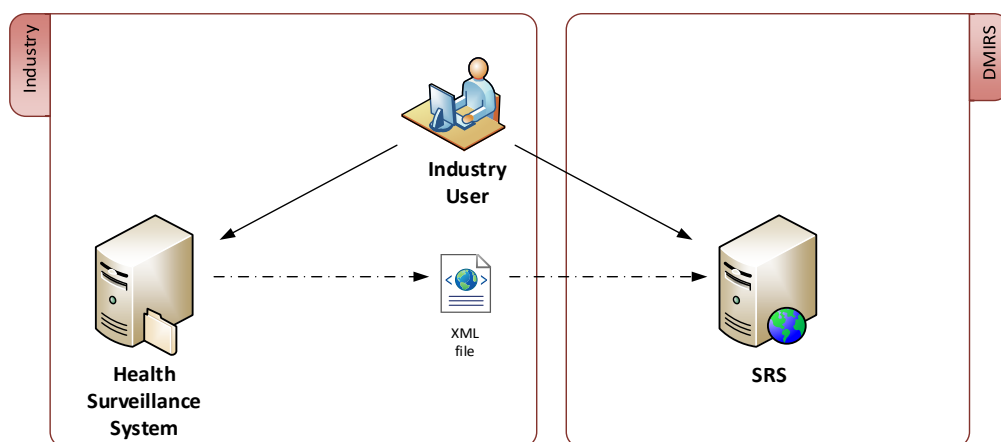 Industry
DMIRS
Industry
User
Health
Surveillance
System
XML
file
SRS